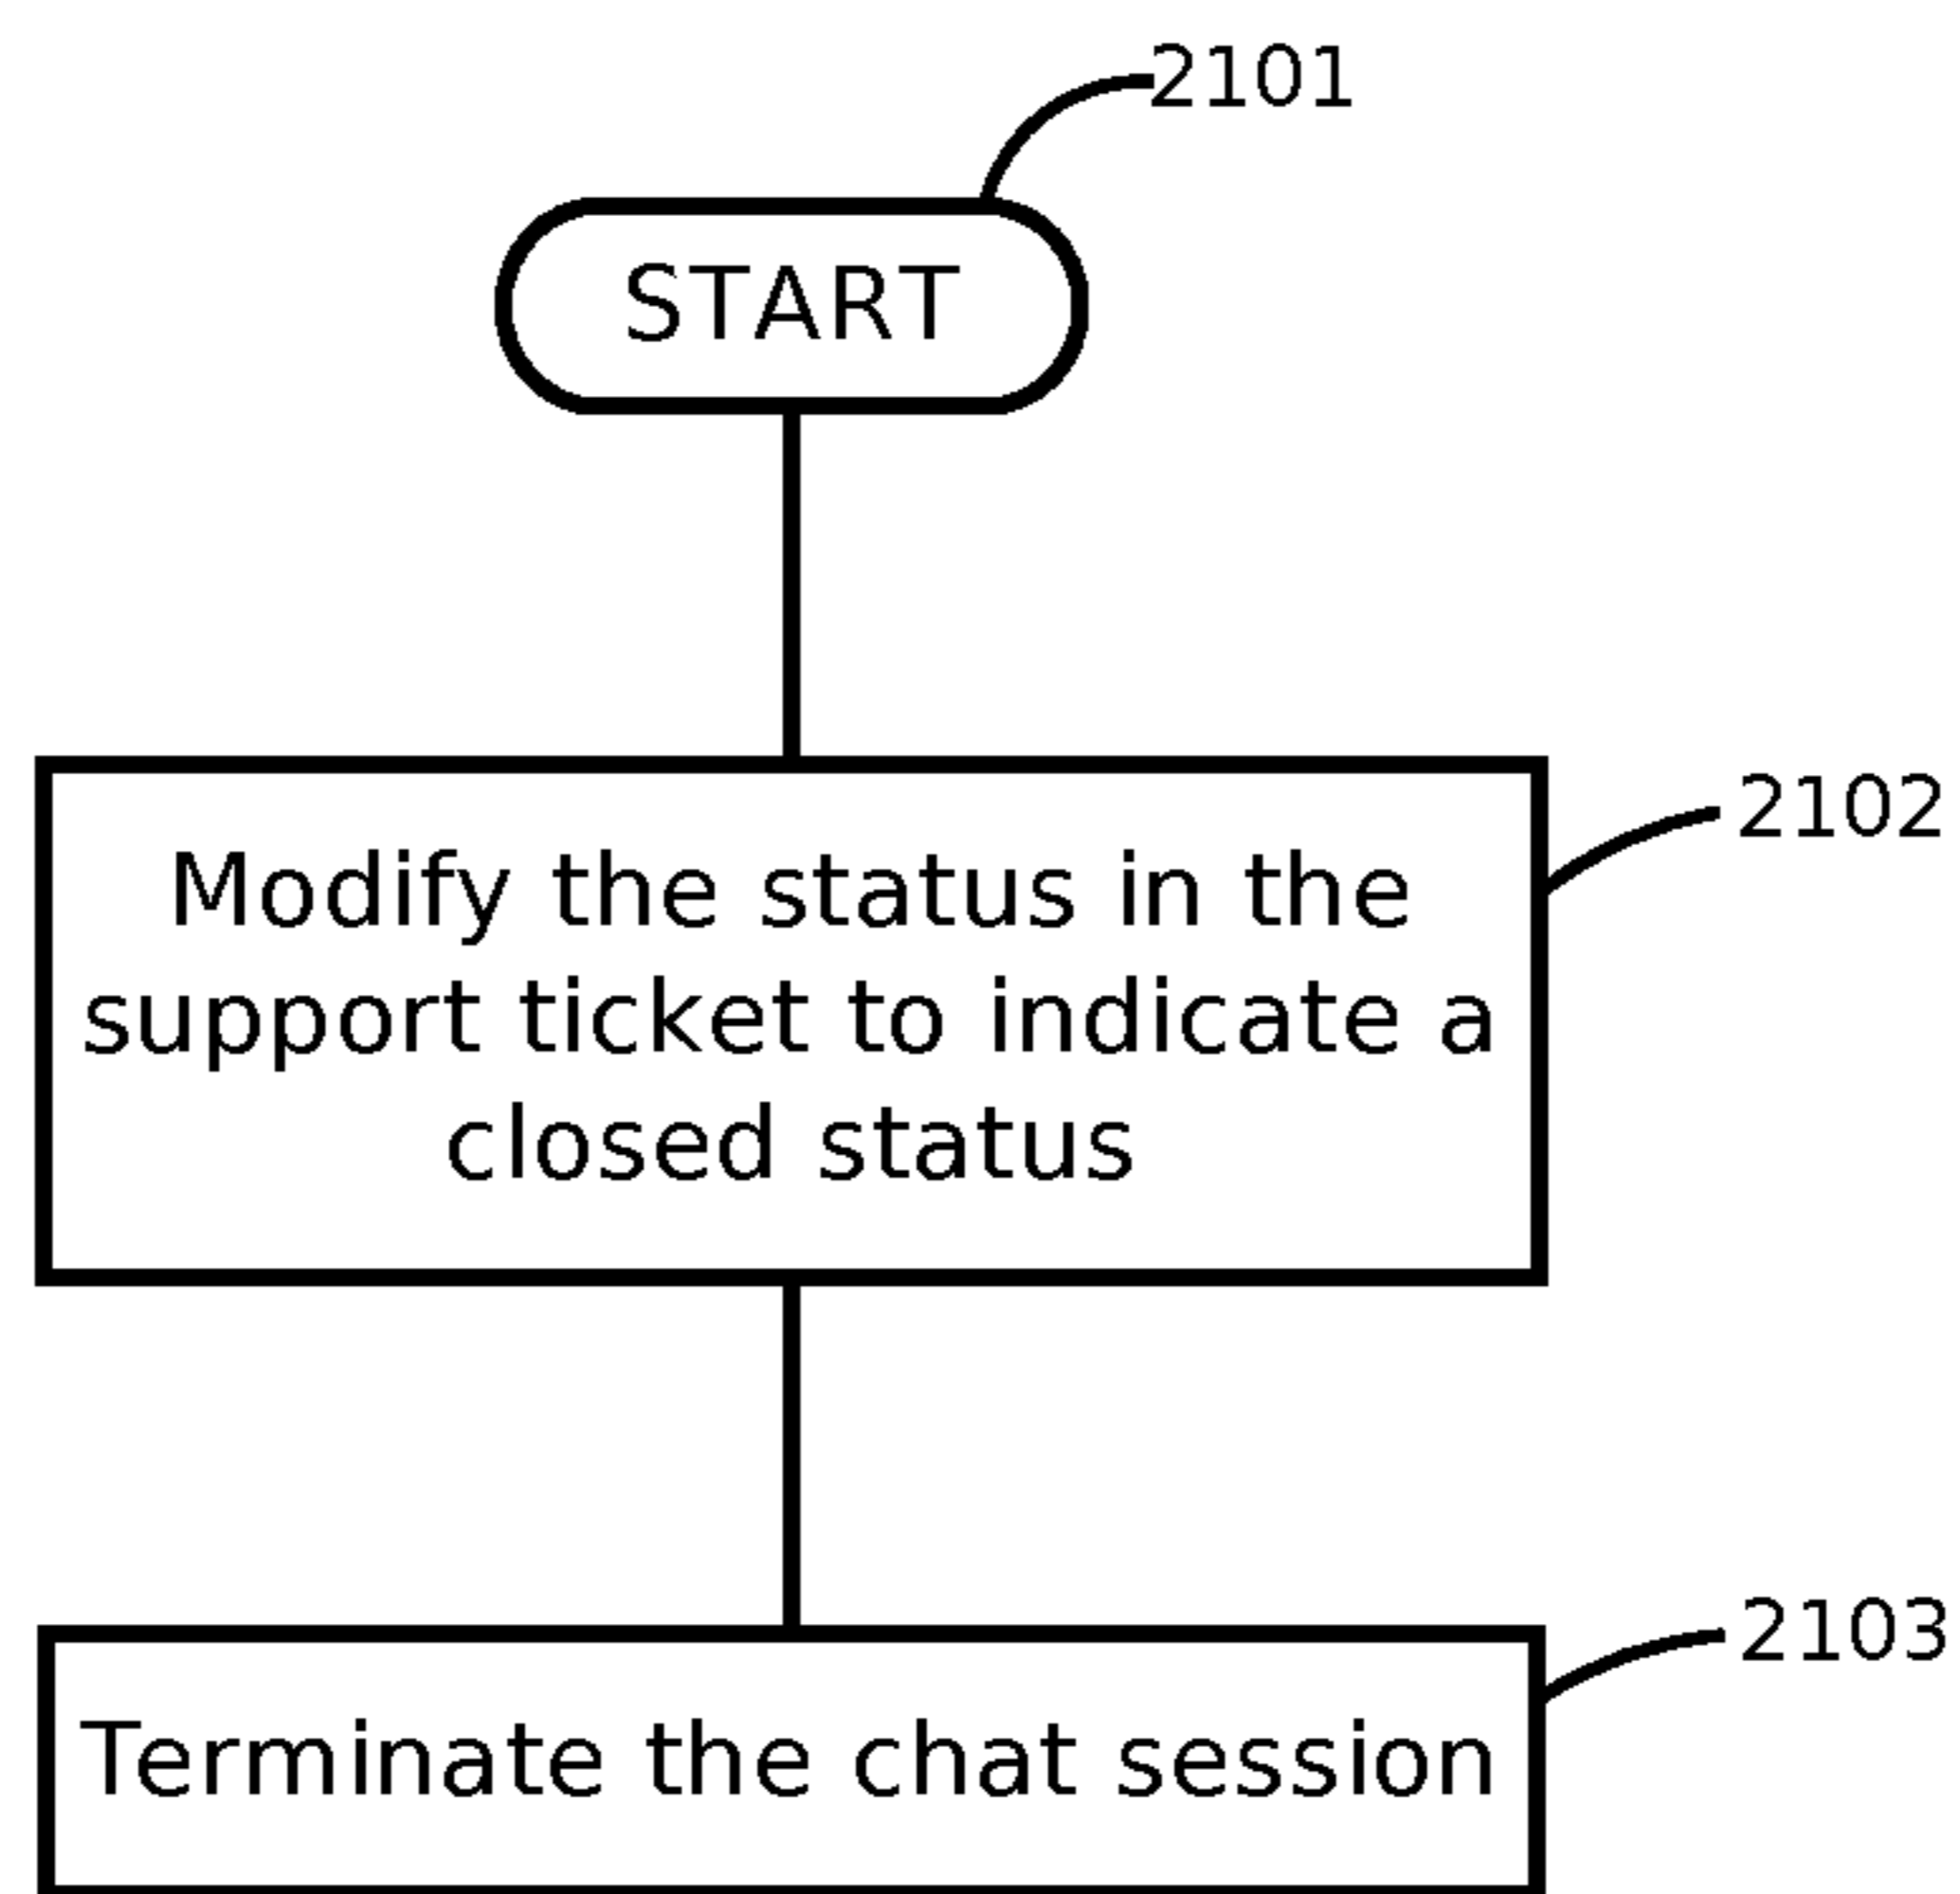 2101
START
2102
Modify the status in the
support ticket to indicate a
closed status
2103
Terminate the chat session